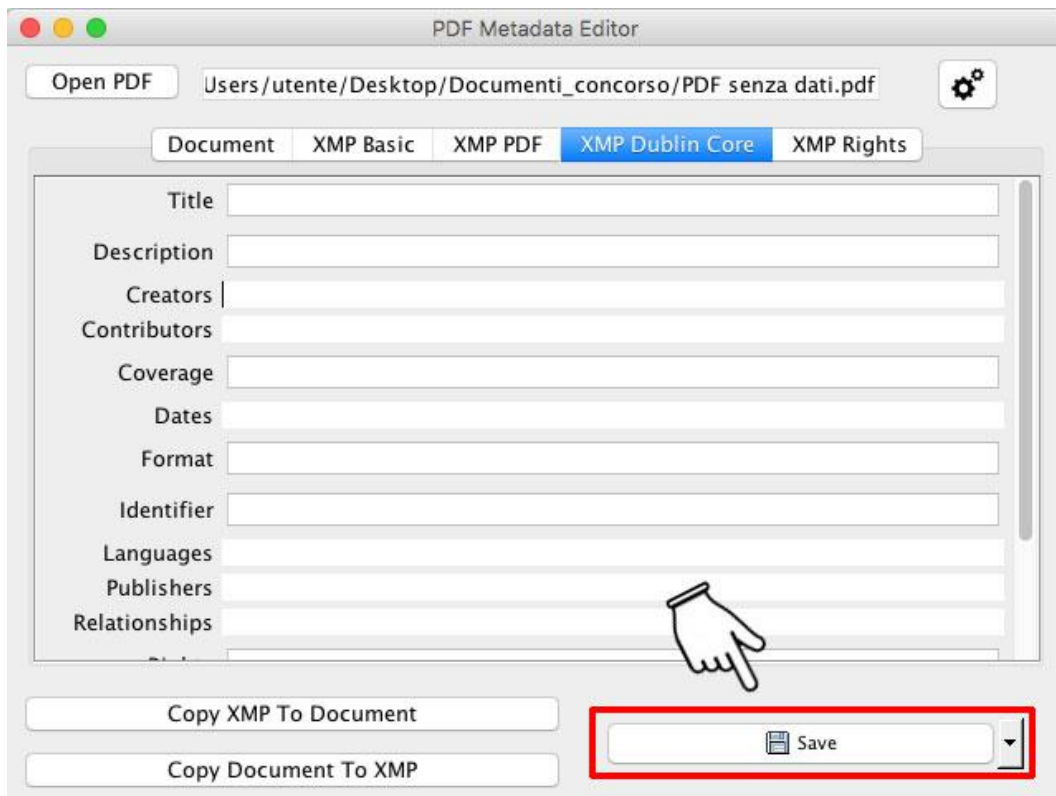 PDF Metadata Editor
Open PDF
Users/utente/Desktop/Documenti_concorso/PDF senza dati.pdf
Document XMP Basic XMP PDF XMP Dublin Core XMP Rights
Title
Description
Creators
Contributors
Coverage
Dates
Format
Identifier
Languages
Publishers
Relationships
Copy XMP To Document
Save
Copy Document To XMP